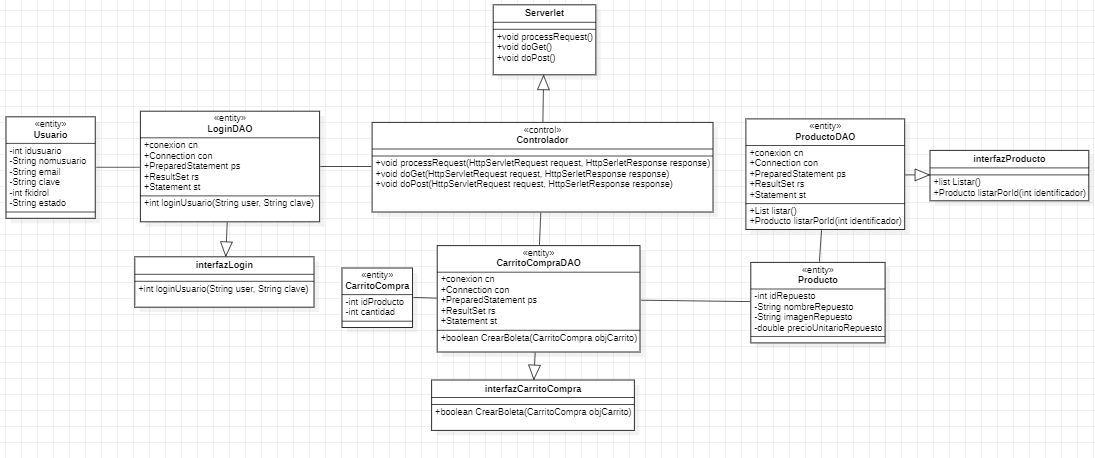 Serverlet
+void processRequest()
+void doGet()
+void doPost()
«entity»
Usuario
-int idusuario
-String nomusuario
-String email
-String clave
-int fkidrol
-String estado
«entity»
LoginDAO
+conexion cn
+Connection con
+PreparedStatement ps
+ResultSet rs
+Statement st
+int loginUsuario(String user, String clave)
«control»
Controlador
+void processRequest(HttpServletRequest request, HttpSerletResponse response)
+void doGet(HttpServletRequest request, HttpSerletResponse response)
+void doPost(HttpServletRequest request, HttpSerletResponse response)
«entity»
ProductoDAO
+conexion cn
+Connection con
+PreparedStatement ps
+ResultSet rs
+Statement st
+List listar()
+Producto listarPorId(int identificador)
interfazProducto
+list Listar()
+Producto listarPorId(int identificador)
interfazLogin
+int loginUsuario(String user, String clave)
«entity»
CarritoCompra
-int idProducto
-int cantidad
«entity»
CarritoCompraDAO
+conexion cn
+Connection con
+PreparedStatement ps
+ResultSet rs
+Statement st
+boolean CrearBoleta(CarritoCompra objCarrito)
«entity»
Producto
-int idRepuesto
-String nombreRepuesto
-String imagenRepuesto
-double precioUnitarioRepuesto
interfazCarritoCompra
+boolean CrearBoleta(CarritoCompra objCarrito)